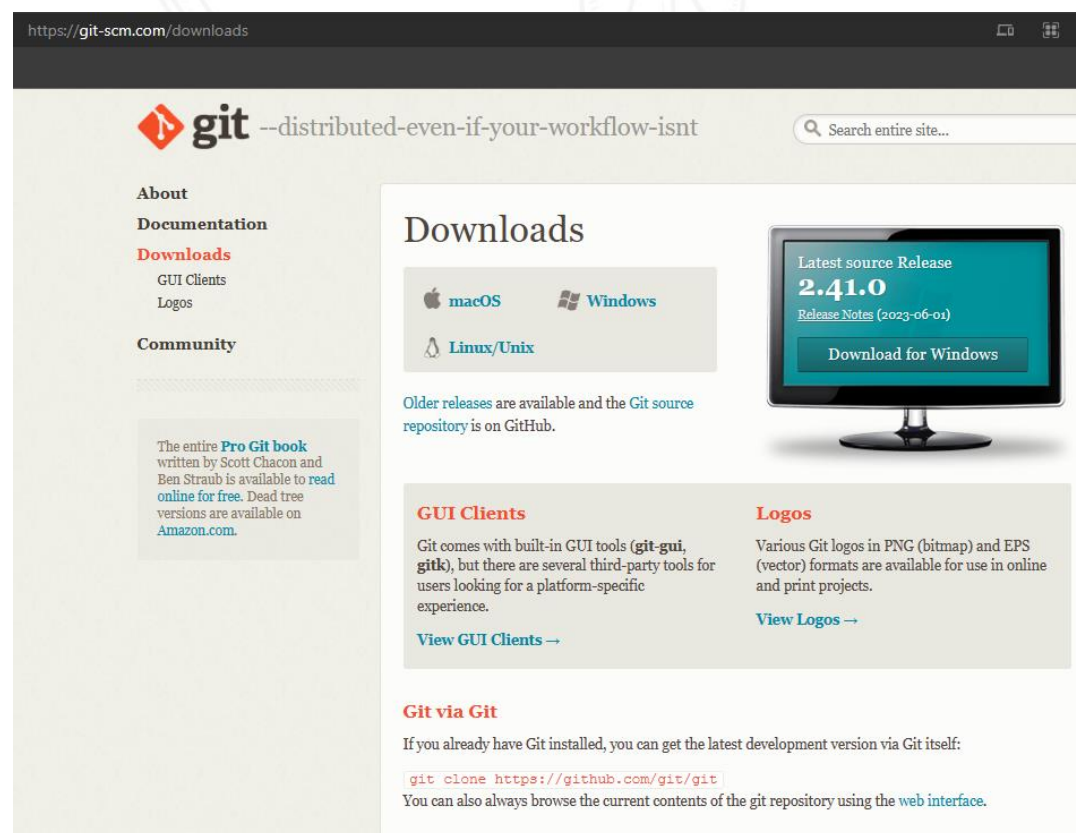 https://git-scm.com/downloads
git --distributed-even-if-your-workflow-isnt
Search entire site...
About
Documentation
Downloads
GUI Clients
Logos
Community
The entire Pro Git book
written by Scott Chacon and
Ben Straub is available to read
online for free. Dead tree
versions are available on
Amazon.com.
Downloads
macOS
Windows
Linux/Unix
Older releases are available and the Git source
repository is on GitHub.
Latest source Release
2.41.0
Release Notes (2023-06-01)
Download for Windows
GUI Clients
Git comes with built-in GUI tools (git-gui,
gitk), but there are several third-party tools for
users looking for a platform-specific
experience.
View GUI Clients →
Logos
Various Git logos in PNG (bitmap) and EPS
(vector) formats are available for use in online
and print projects.
View Logos →
Git via Git
If you already have Git installed, you can get the latest development version via Git itself:
git clone https://github.com/git/git
You can also always browse the current contents of the git repository using the web interface.